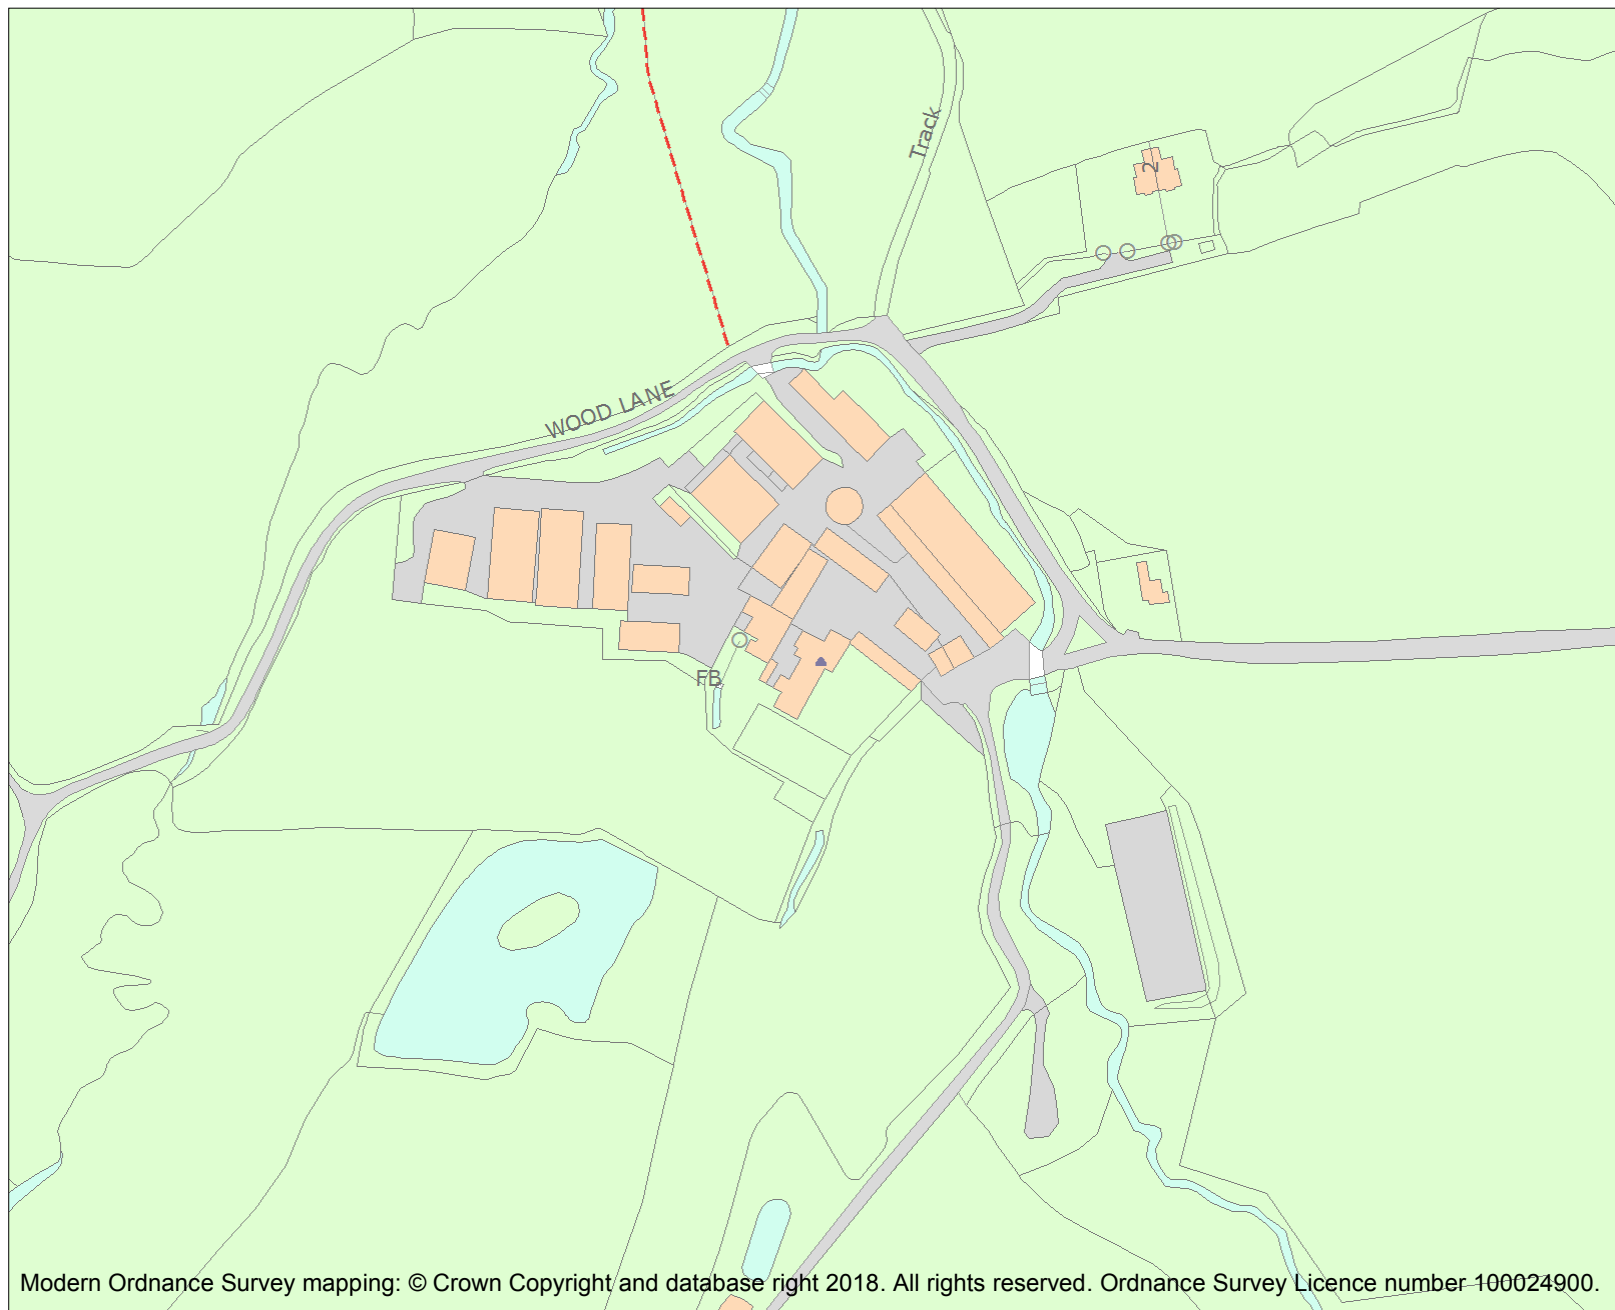 Track
2
WOOD LANE
FB
Modern Ordnance Survey mapping: © Crown Copyright and database right 2018. All rights reserved. Ordnance Survey Licence number 100024900.